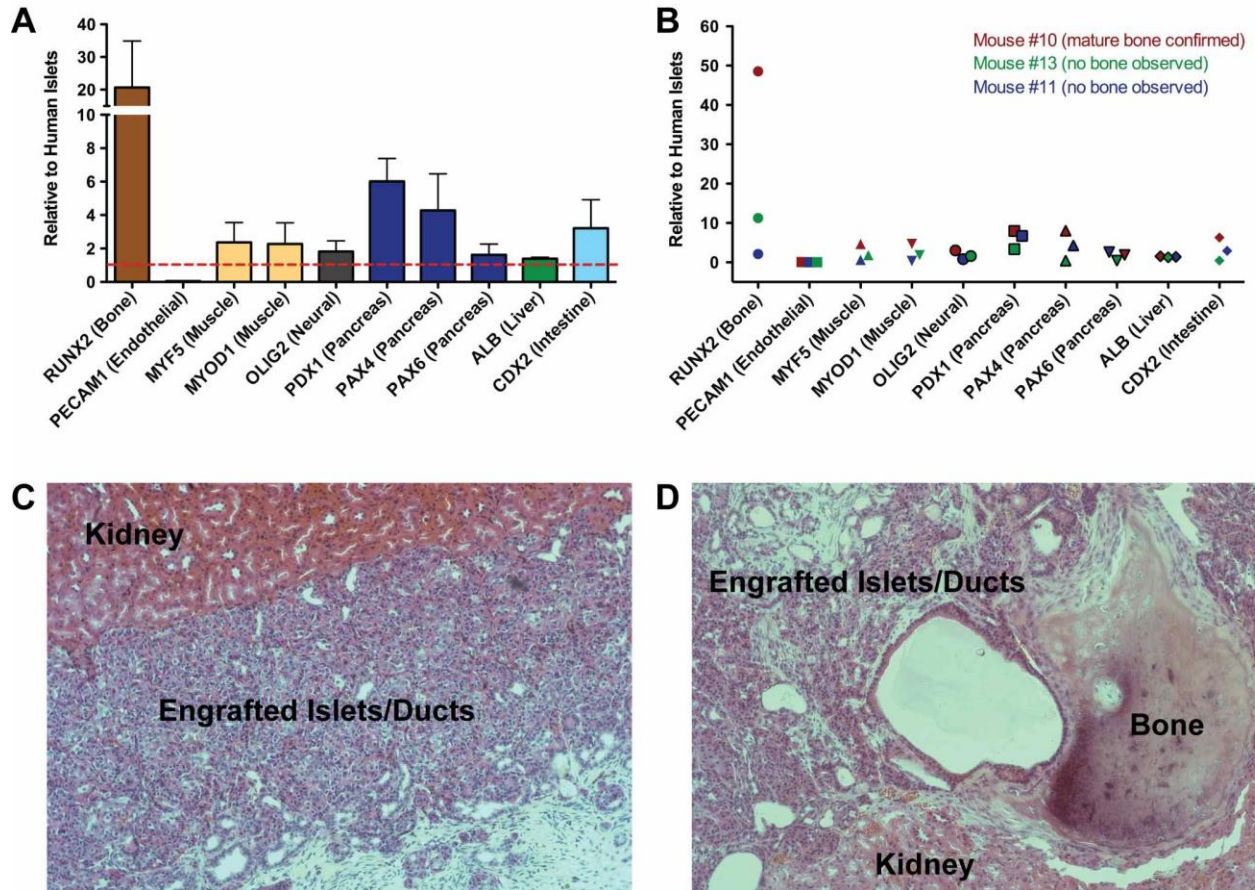 A
Relative to Human Islets
40
30
20
10
6
4
2
0
RUNX2 (Bone)
PECAM1 (Endothelial)
MYF5 (Muscle)
MYOD1 (Muscle)
OLIG2 (Neural)
PDX1 (Pancreas)
PAX4 (Pancreas)
PAX6 (Pancreas)
ALB (Liver)
CDX2 (Intestine)
B
Relative to Human Islets
60
50
40
30
20
10
0
Mouse #10 (mature bone confirmed)
Mouse #13 (no bone observed)
Mouse #11 (no bone observed)
RUNX2 (Bone)
PECAM1 (Endothelial)
MYF5 (Muscle)
MYOD1 (Muscle)
OLIG2 (Neural)
PDX1 (Pancreas)
PAX4 (Pancreas)
PAX6 (Pancreas)
ALB (Liver)
CDX2 (Intestine)
C
Kidney
Engrafted Islets/Ducts
D
Engrafted Islets/Ducts
Bone
Kidney